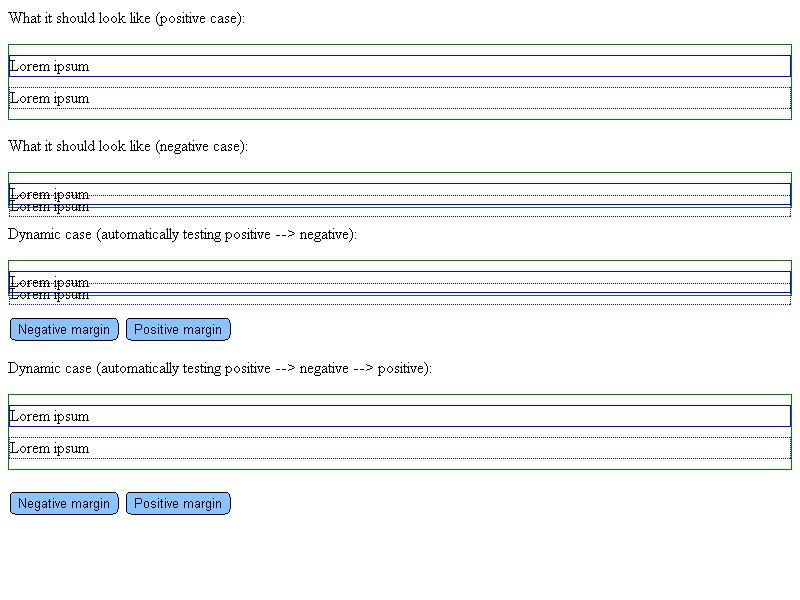 What it should look like (positive case):
Lorem ipsum
Lorem ipsum
What it should look like (negative case):
Lorem ipsum
Lorem ipsum
Dynamic case (automatically testing positive --> negative):
Lorem ipsum
Lorem ipsum
Negative margin Positive margin
Dynamic case (automatically testing positive --> negative --> positive):
Lorem ipsum
Lorem ipsum
Negative margin Positive margin